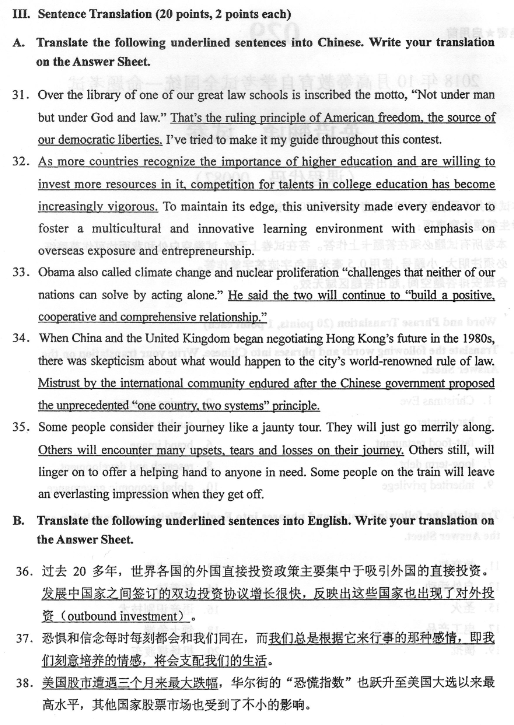 III. Sentence Translation (20 points, 2 points each)
A. Translate the following underlined sentences into Chinese. Write your translation
on the Answer Sheet.
31. Over the library of one of our great law schools is inscribed the motto, “Not under man
but under God and law.” That’s the ruling principle of American freedom, the source of
our democratic liberties. I’ve tried to make it my guide throughout this contest.
32. As more countries recognize the importance of higher education and are willing to
invest more resources in it, competition for talents in college education has become
increasingly vigorous. To maintain its edge, this university made every endeavor to
foster a multicultural and innovative learning environment with emphasis on
overseas exposure and entrepreneurship.
33. Obama also called climate change and nuclear proliferation “challenges that neither of our
nations can solve by acting alone.” He said the two will continue to “build a positive,
cooperative and comprehensive relationship.”
34. When China and the United Kingdom began negotiating Hong Kong’s future in the 1980s,
there was skepticism about what would happen to the city’s world-renowned rule of law.
Mistrust by the international community endured after the Chinese government proposed
the unprecedented “one country, two systems” principle.
35. Some people consider their journey like a jaunty tour. They will just go merrily along.
Others will encounter many upsets, tears and losses on their journey. Others still, will
linger on to offer a helping hand to anyone in need. Some people on the train will leave
an everlasting impression when they get off.
B. Translate the following underlined sentences into English. Write your translation on
the Answer Sheet.
36. 过去 20 多年，世界各国的外国直接投资政策主要集中于吸引外国的直接投资。
发展中国家之间签订的双边投资协议增长很快，反映出这些国家也出现了对外投
资（outbound investment）。
37. 恐惧和信念每时每刻都会和我们同在，而我们总是根据它来行事的那种感情，即我
们刻意培养的情感，将会支配我们的生活。
38. 美国股市遭遇三个月来最大跌幅，华尔街的“恐慌指数”也跃升至美国大选以来最
高水平，其他国家股票市场也受到了不小的影响。